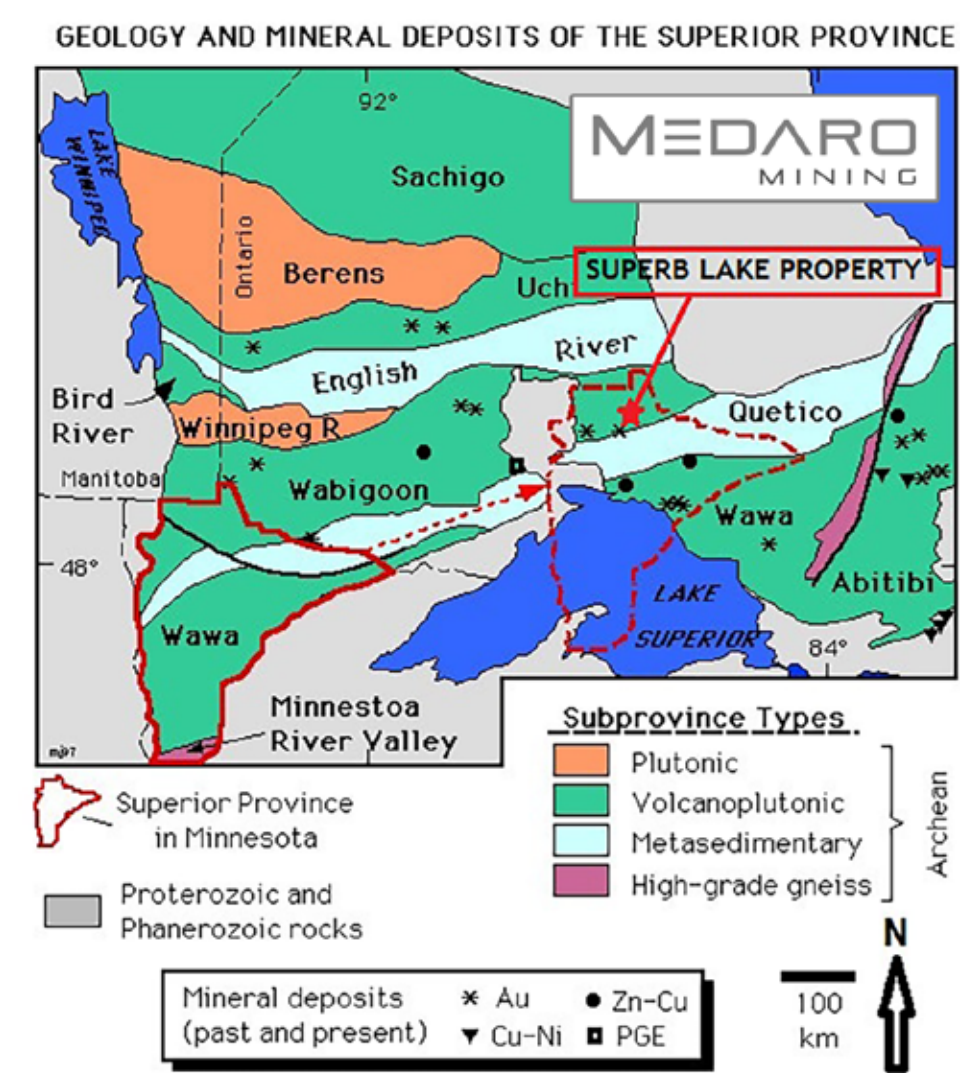 GEOLOGY AND MINERAL DEPOSITS OF THE SUPERIOR PROVINCE
92°
MEDARO
MINING
LAKE
WINNIPEG
Sachigo
Ontario
Berens
SUPERB LAKE PROPERTY
Uchi
River
English
Bird
River
Quetico
Winnipeg R
Manitoba
Wabigoon
Wawa
48°
Abitibi
LAKE
SUPERIOR
Wawa
84°
Minnestoa
River Valley
mj97
Subprovince Types
Plutonic
Volcanoplutonic
Metasedimentary
High-grade gneiss
Archean
Superior Province
in Minnesota
Proterozoic and
Phanerozoic rocks
N
Mineral deposits
(past and present)
Au
Zn-Cu
Cu-Ni
PGE
100
km